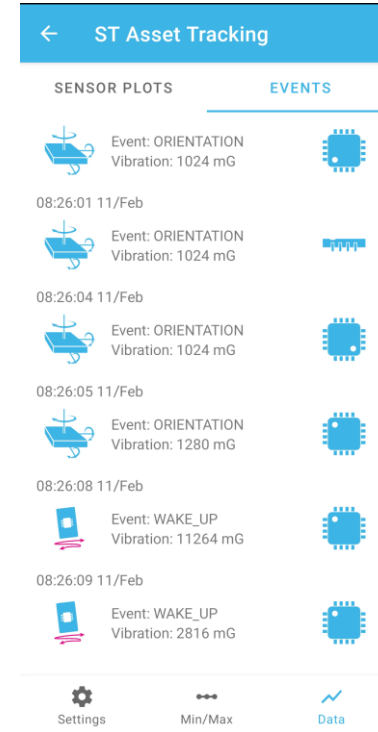 ST Asset Tracking
SENSOR PLOTS
EVENTS
Event: ORIENTATION
Vibration: 1024 mG
08:26:01 11/Feb
Event: ORIENTATION
Vibration: 1024 mG
08:26:04 11/Feb
Event: ORIENTATION
Vibration: 1024 mG
08:26:05 11/Feb
Event: ORIENTATION
Vibration: 1280 mG
08:26:08 11/Feb
Event: WAKE_UP
Vibration: 11264 mG
08:26:09 11/Feb
Event: WAKE_UP
Vibration: 2816 mG
Settings
Min/Max
Data